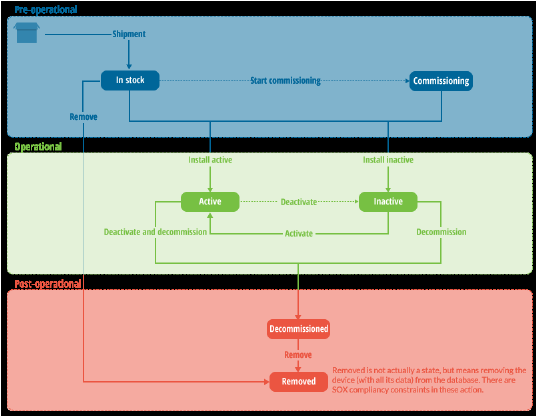 Pre-operational
Shipment
In stock
Start commissioning
Commissioning
Remove
Operational
Install active
Install inactive
Active
Deactivate
Inactive
Deactivate and decommission
Activate
Decommission
Post-operational
Decommissioned
Remove
Removed
Removed is not actually a state, but means removing the
device (with all its data) from the database. There are
SOX compliancy constraints in these action.